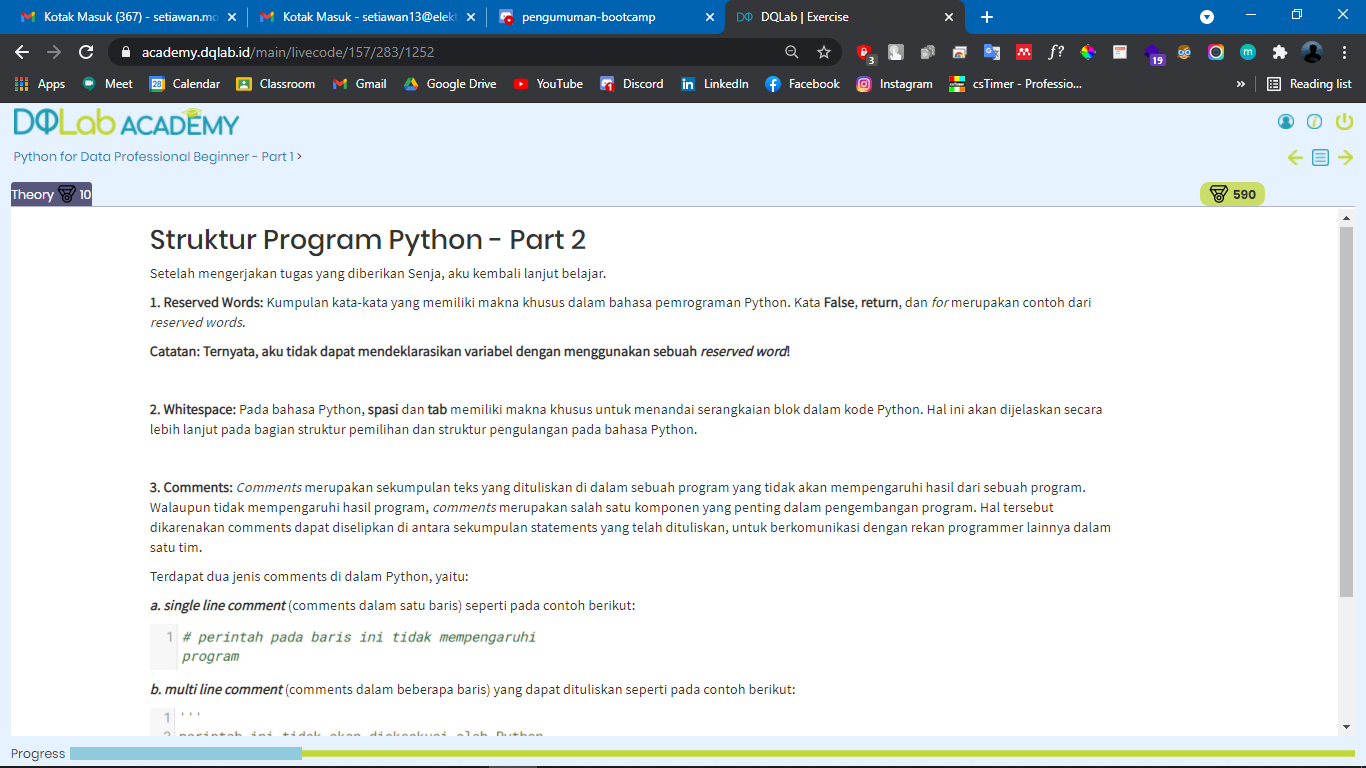 Kotak Masuk (367) - setiawan.mo
Kotak Masuk - setiawan13@elekt
pengumuman-bootcamp
DQLab | Exercise
academy.dqlab.id/main/livecode/157/283/1252
3
f?
19
Apps
Meet
28
Calendar
Classroom
Gmail
Google Drive
YouTube
Discord
LinkedIn
Facebook
Instagram
csTimer - Professio...
»
Reading list
DQLab ACADEMY
Python for Data Professional Beginner - Part 1 >
Theory 10
590
Struktur Program Python - Part 2
Setelah mengerjakan tugas yang diberikan Senja, aku kembali lanjut belajar.
1. Reserved Words: Kumpulan kata-kata yang memiliki makna khusus dalam bahasa pemrograman Python. Kata False, return, dan for merupakan contoh dari
reserved words.
Catatan: Ternyata, aku tidak dapat mendeklarasikan variabel dengan menggunakan sebuah reserved word!
2. Whitespace: Pada bahasa Python, spasi dan tab memiliki makna khusus untuk menandai serangkaian blok dalam kode Python. Hal ini akan dijelaskan secara
lebih lanjut pada bagian struktur pemilihan dan struktur pengulangan pada bahasa Python.
3. Comments: Comments merupakan sekumpulan teks yang dituliskan di dalam sebuah program yang tidak akan mempengaruhi hasil dari sebuah program.
Walaupun tidak mempengaruhi hasil program, comments merupakan salah satu komponen yang penting dalam pengembangan program. Hal tersebut
dikarenakan comments dapat diselipkan di antara sekumpulan statements yang telah dituliskan, untuk berkomunikasi dengan rekan programmer lainnya dalam
satu tim.
Terdapat dua jenis comments di dalam Python, yaitu:
a. single line comment (comments dalam satu baris) seperti pada contoh berikut:
1 # perintah pada baris ini tidak mempengaruhi
program
b. multi line comment (comments dalam beberapa baris) yang dapat dituliskan seperti pada contoh berikut:
1 '''
2 perintah ini tidak akan dieksekusi oleh Python
Progress